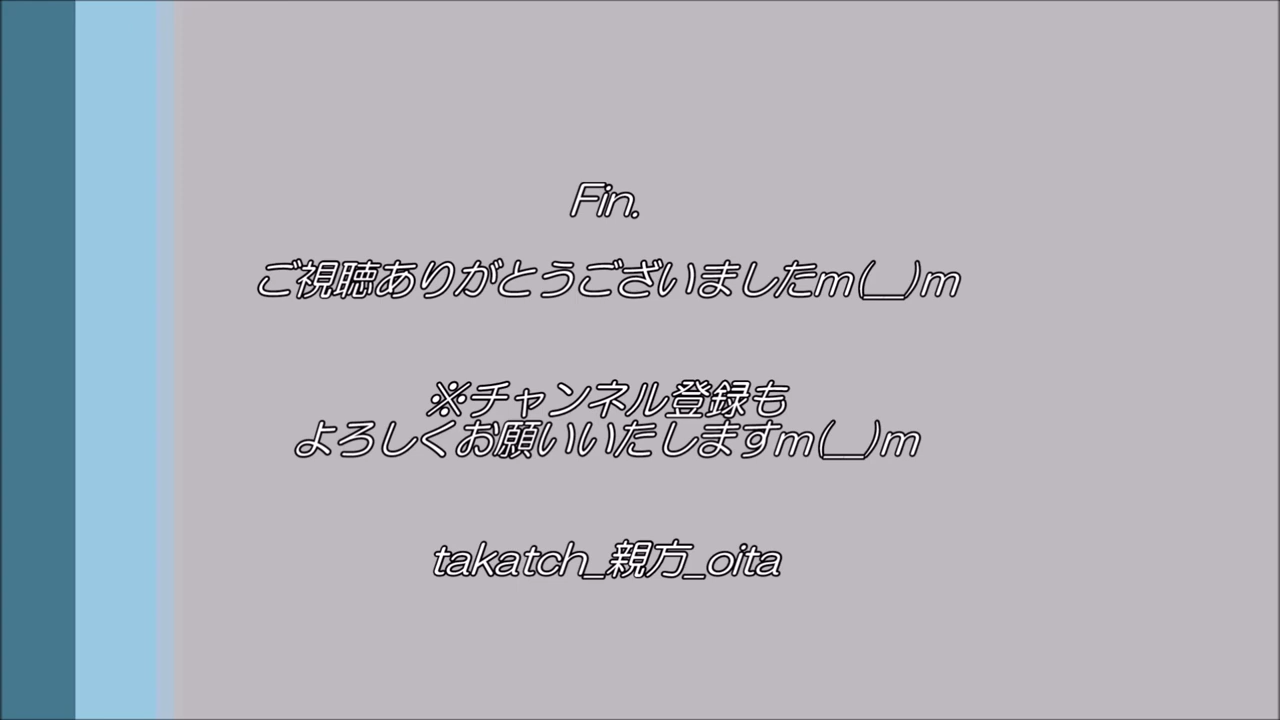 Fin.
ご視聴ありがとうございましたm(__)m
※チャンネル登録も
よろしくお願いいたしますm(__)m
takatch_親方_oita